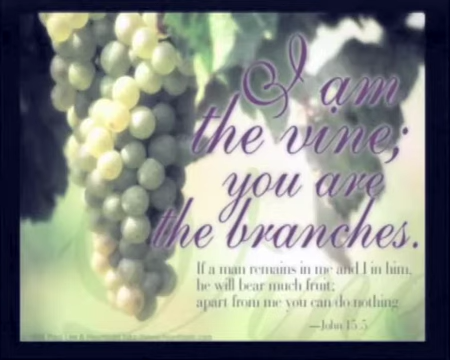 I am
the vine;
you are
the branches.
If a man remains in me and I in him,
he will bear much fruit;
apart from me you can do nothing
—John 15:5